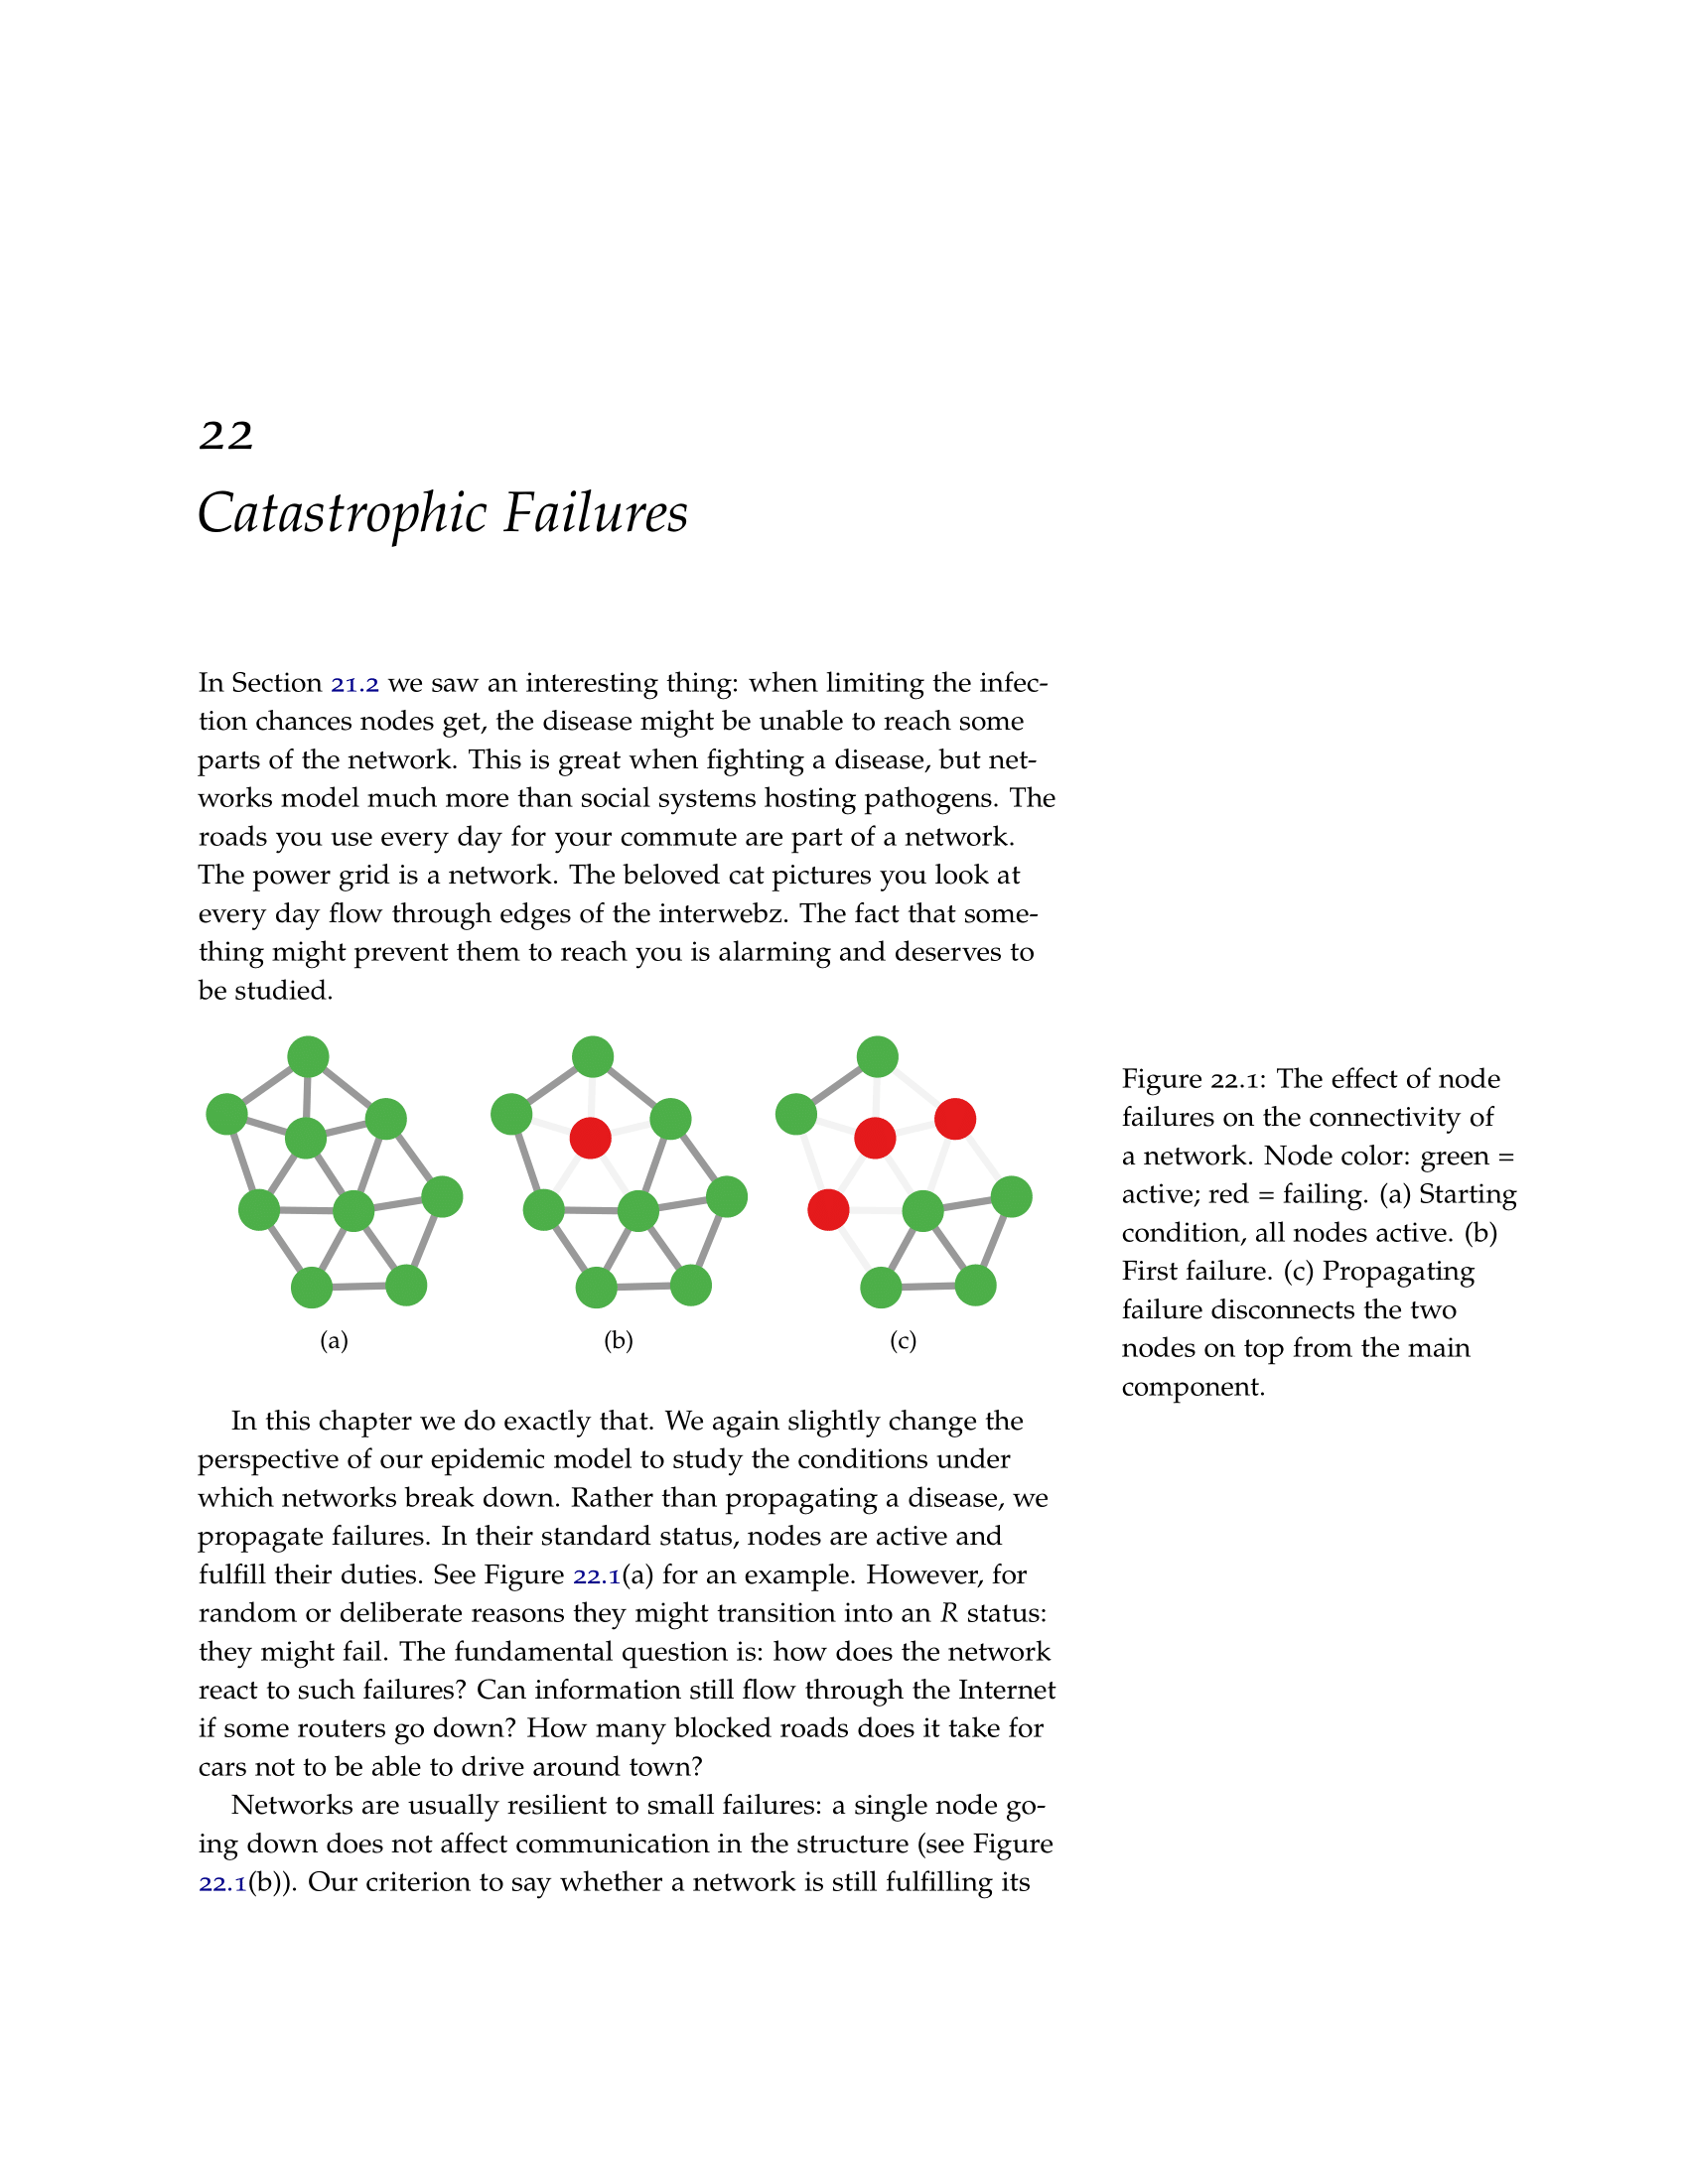 22
Catastrophic Failures
In Section 21.2 we saw an interesting thing: when limiting the infec-
tion chances nodes get, the disease might be unable to reach some
parts of the network. This is great when fighting a disease, but net-
works model much more than social systems hosting pathogens. The
roads you use every day for your commute are part of a network.
The power grid is a network. The beloved cat pictures you look at
every day flow through edges of the interwebz. The fact that some-
thing might prevent them to reach you is alarming and deserves to
be studied.
(a)
(b)
(c)
Figure 22.1: The effect of node
failures on the connectivity of
a network. Node color: green =
active; red = failing. (a) Starting
condition, all nodes active. (b)
First failure. (c) Propagating
failure disconnects the two
nodes on top from the main
component.
In this chapter we do exactly that. We again slightly change the
perspective of our epidemic model to study the conditions under
which networks break down. Rather than propagating a disease, we
propagate failures. In their standard status, nodes are active and
fulfill their duties. See Figure 22.1(a) for an example. However, for
random or deliberate reasons they might transition into an R status:
they might fail. The fundamental question is: how does the network
react to such failures? Can information still flow through the Internet
if some routers go down? How many blocked roads does it take for
cars not to be able to drive around town?
Networks are usually resilient to small failures: a single node go-
ing down does not affect communication in the structure (see Figure
22.1(b)). Our criterion to say whether a network is still fulfilling its